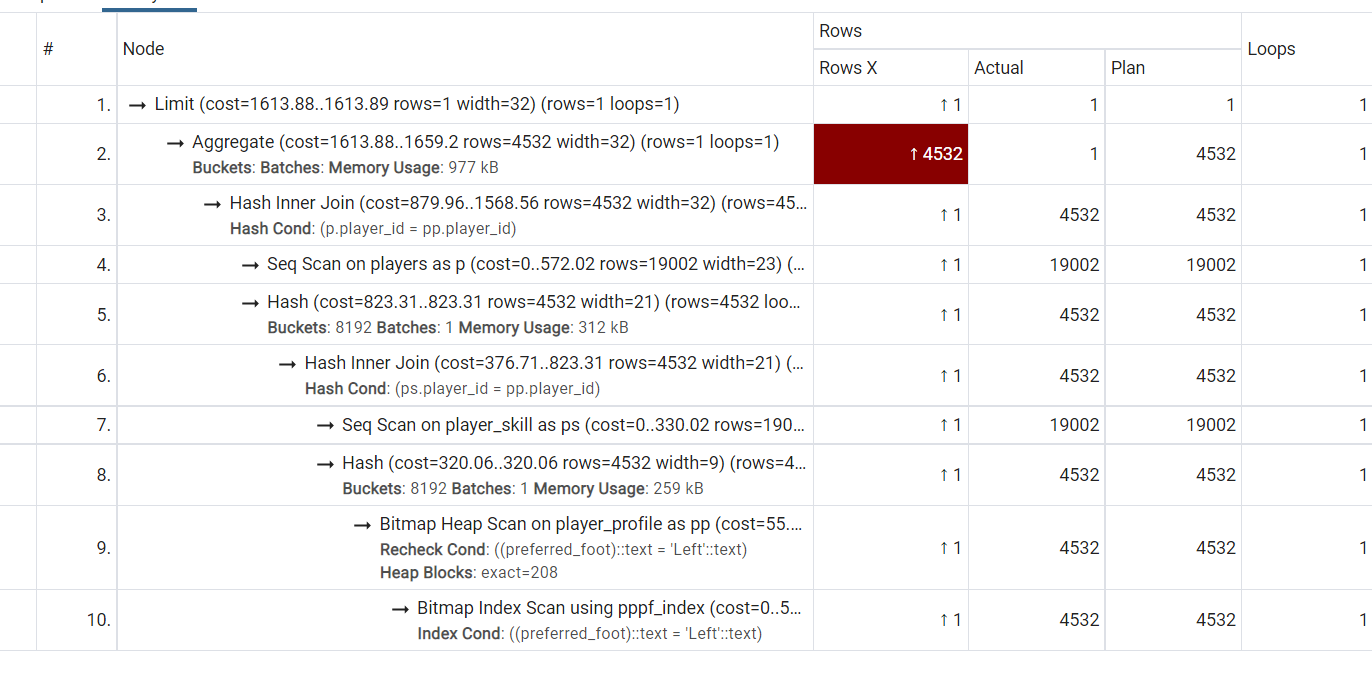 # Node Rows Loops
Rows X Actual Plan
1. → Limit (cost=1613.88..1613.89 rows=1 width=32) (rows=1 loops=1) ↑ 1 1 1 1
2. → Aggregate (cost=1613.88..1659.2 rows=4532 width=32) (rows=1 loops=1) ↑ 4532 1 4532 1
Buckets: Batches: Memory Usage: 977 kB
3. → Hash Inner Join (cost=879.96..1568.56 rows=4532 width=32) (rows=45... ↑ 1 4532 4532 1
Hash Cond: (p.player_id = pp.player_id)
4. → Seq Scan on players as p (cost=0..572.02 rows=19002 width=23) (... ↑ 1 19002 19002 1
5. → Hash (cost=823.31..823.31 rows=4532 width=21) (rows=4532 loo... ↑ 1 4532 4532 1
Buckets: 8192 Batches: 1 Memory Usage: 312 kB
6. → Hash Inner Join (cost=376.71..823.31 rows=4532 width=21) (... ↑ 1 4532 4532 1
Hash Cond: (ps.player_id = pp.player_id)
7. → Seq Scan on player_skill as ps (cost=0..330.02 rows=190... ↑ 1 19002 19002 1
8. → Hash (cost=320.06..320.06 rows=4532 width=9) (rows=4... ↑ 1 4532 4532 1
Buckets: 8192 Batches: 1 Memory Usage: 259 kB
9. → Bitmap Heap Scan on player_profile as pp (cost=55.... ↑ 1 4532 4532 1
Recheck Cond: ((preferred_foot)::text = 'Left'::text)
Heap Blocks: exact=208
10. → Bitmap Index Scan using pppf_index (cost=0..5... ↑ 1 4532 4532 1
Index Cond: ((preferred_foot)::text = 'Left'::text)